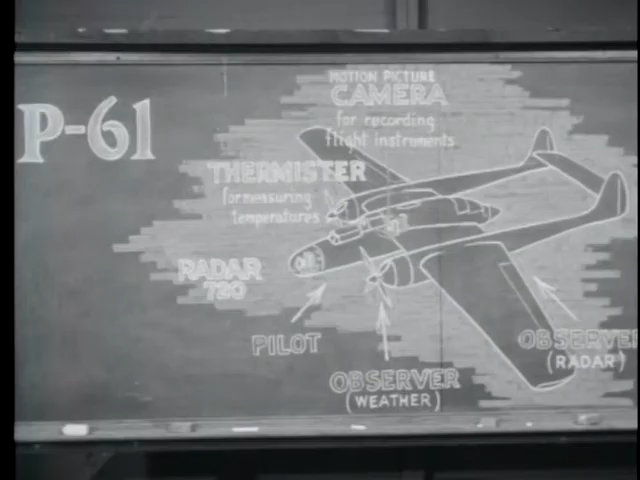 P-61
MOTION PICTURE
CAMERA
for recording
flight instruments
THERMISTER
for measuring
temperatures
RADAR
720
PILOT
OBSERVER
(WEATHER)
OBSERVER
(RADAR)